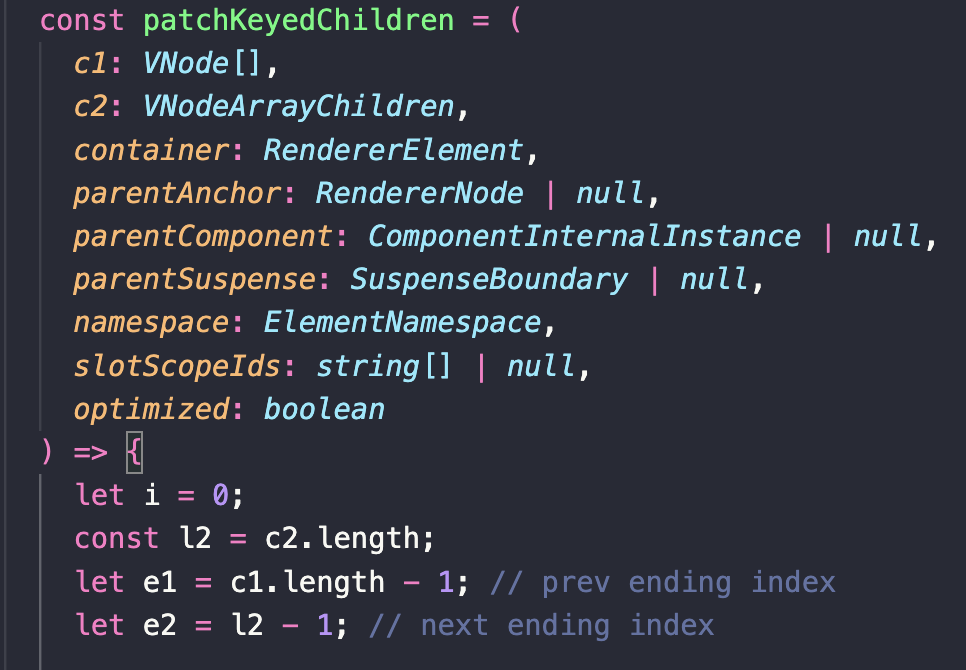 const patchKeyedChildren = (
c1: VNode[],
c2: VNodeArrayChildren,
container: RendererElement,
parentAnchor: RendererNode | null,
parentComponent: ComponentInternalInstance | null,
parentSuspense: SuspenseBoundary | null,
namespace: ElementNamespace,
slotScopeIds: string[] | null,
optimized: boolean
) => {
let i = 0;
const l2 = c2.length;
let e1 = c1.length - 1; // prev ending index
let e2 = l2 - 1; // next ending index